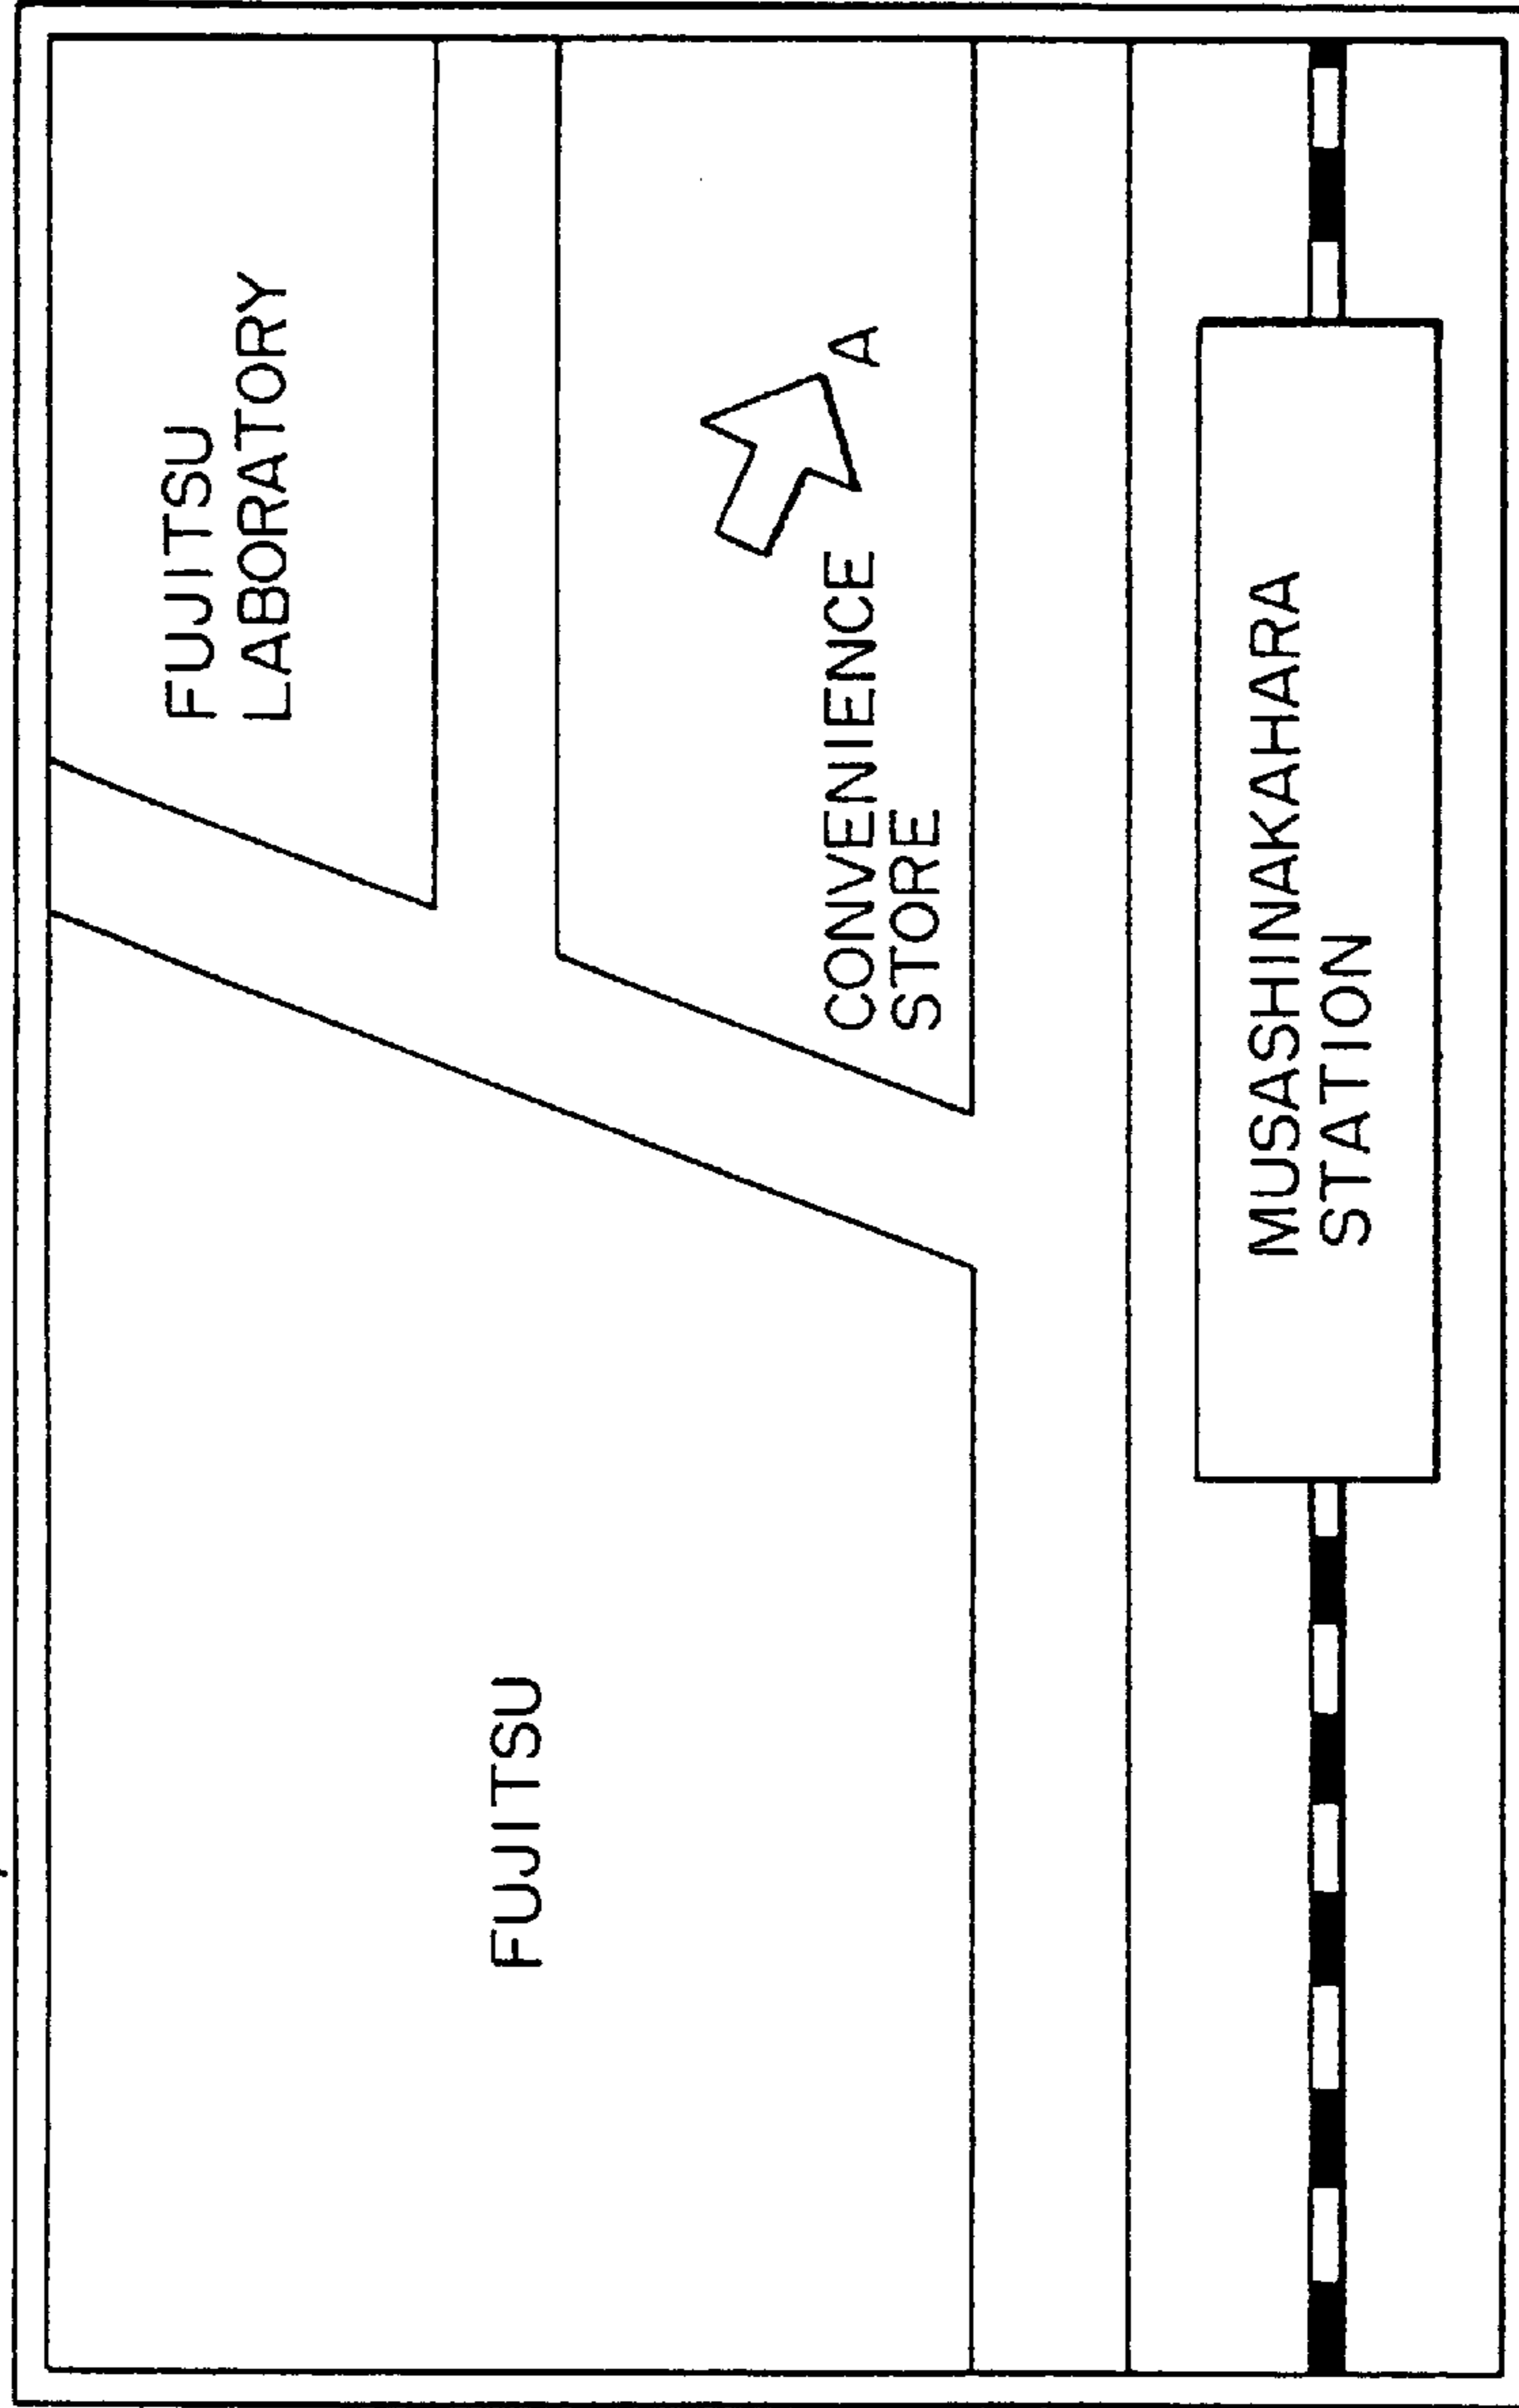 FUJITSU
LABORATORY
FUJITSU
A
CONVENIENCE
STORE
MUSASHINAKAHARA
STATION